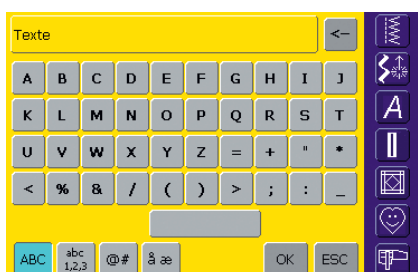 Texte <-
A B C D E F G H I J
K L M N O P Q R S T
U V W X Y Z = + " *
< % & / ( ) > ; : _
ABC abc 1,2,3 @# å æ OK ESC
A